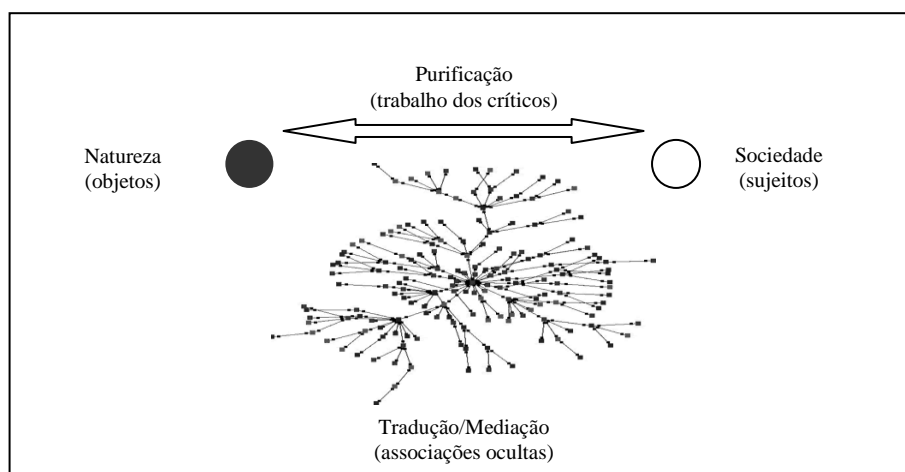 Purificação
(trabalho dos críticos)
Natureza
(objetos)
Sociedade
(sujeitos)
Tradução/Mediação
(associações ocultas)